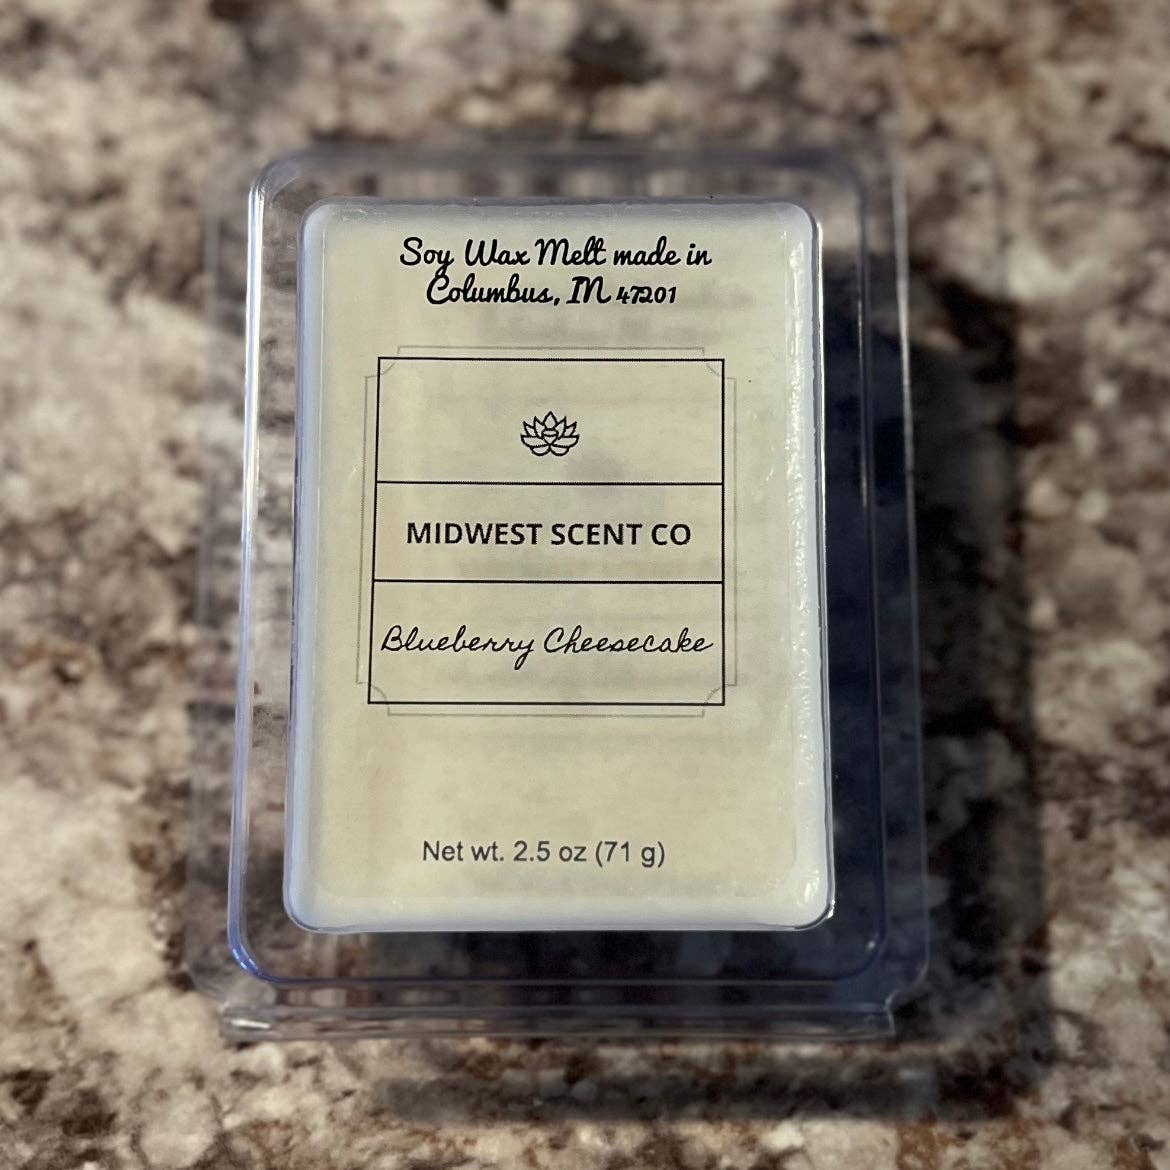 Soy Wax Melt made in
Columbus, IN 47201
MIDWEST SCENT CO
Blueberry Cheesecake
Net wt. 2.5 oz (71 g)